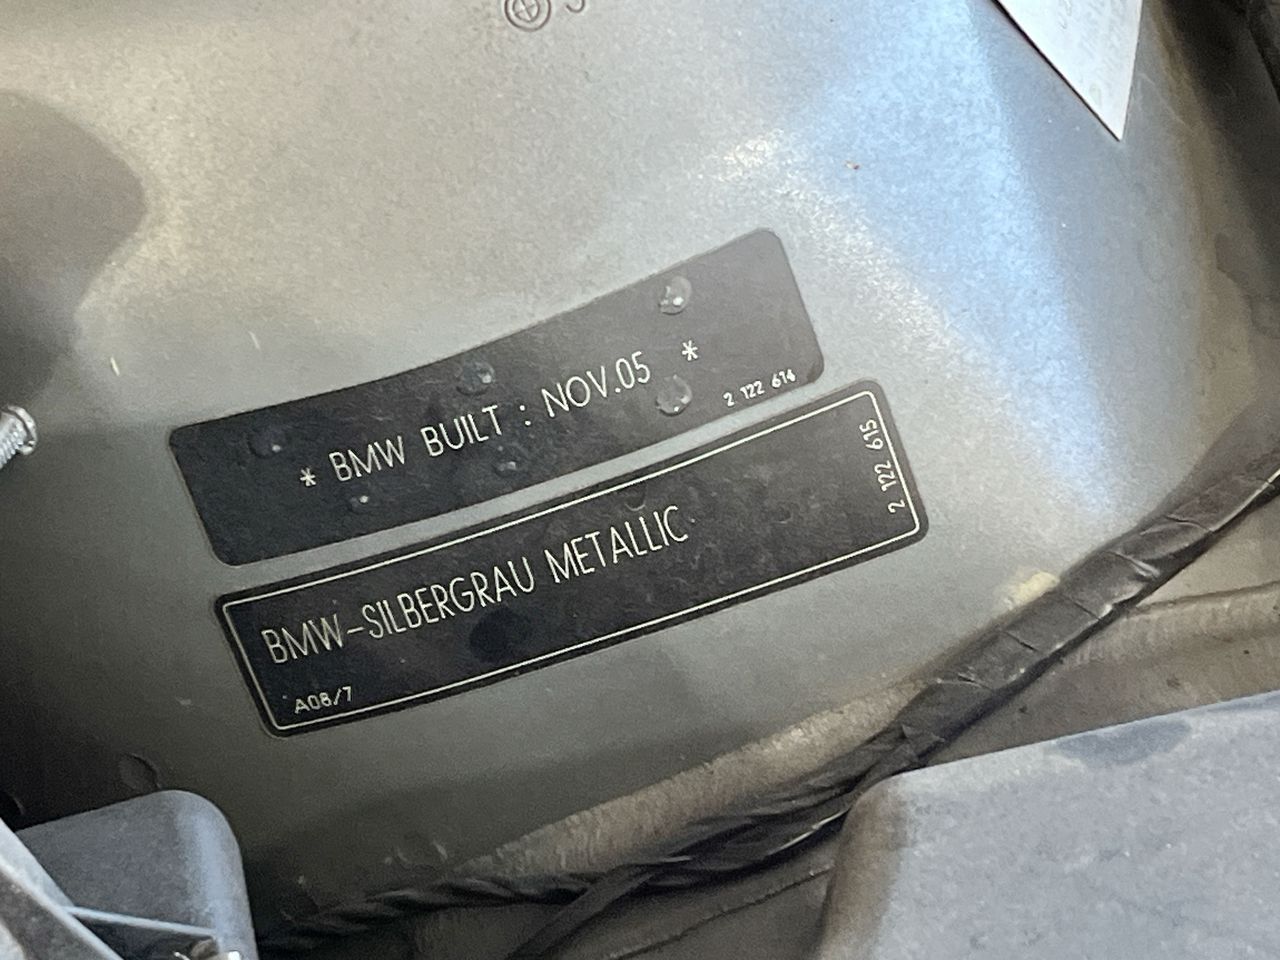 * BMW BUILT : NOV.05 *
2 122 614
BMW-SILBERGRAU METALLIC
A08/7
2 122 615